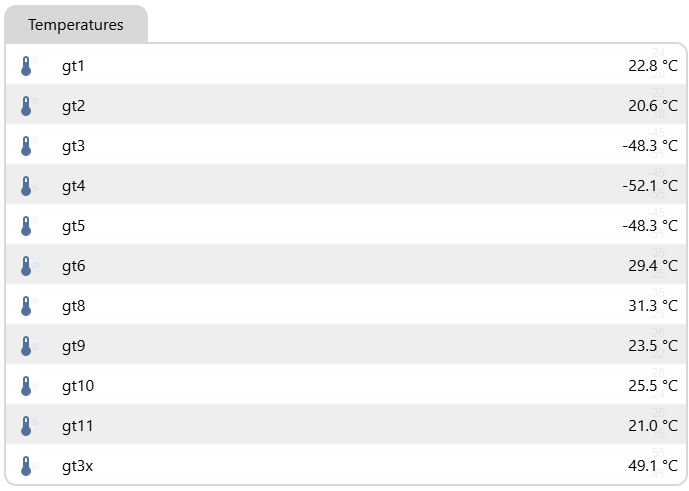 Temperatures
gt1 22.8 °C
gt2 20.6 °C
gt3 -48.3 °C
gt4 -52.1 °C
gt5 -48.3 °C
gt6 29.4 °C
gt8 31.3 °C
gt9 23.5 °C
gt10 25.5 °C
gt11 21.0 °C
gt3x 49.1 °C